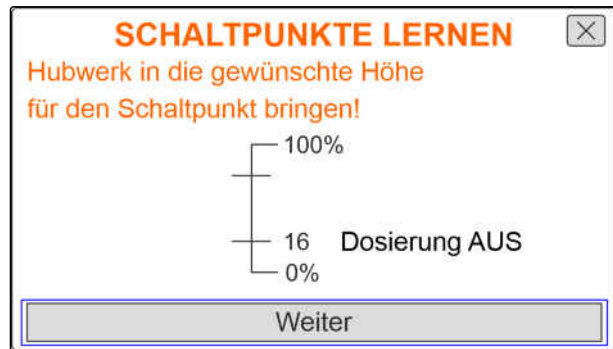 SCHALTPUNKTE LERNEN
Hubwerk in die gewünschte Höhe
für den Schaltpunkt bringen!
100%
16 Dosierung AUS
0%
Weiter